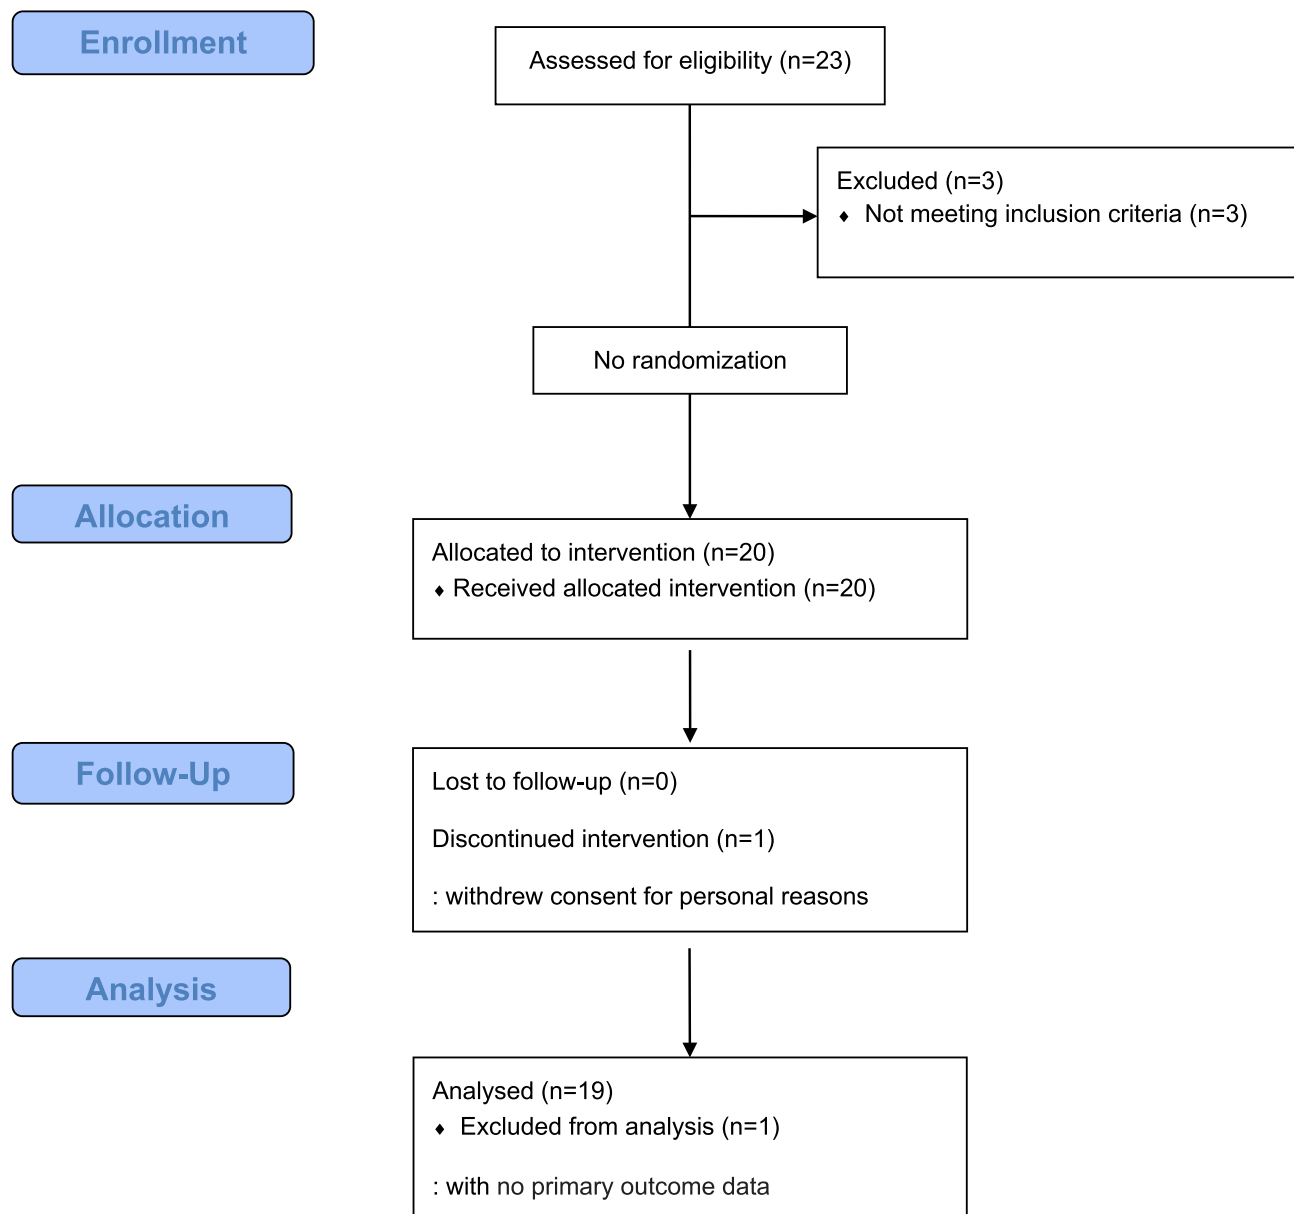 Enrollment
Assessed for eligibility (n=23)
Excluded (n=3)
⬧ Not meeting inclusion criteria (n=3)
No randomization
Allocation
Allocated to intervention (n=20)
⬧ Received allocated intervention (n=20)
Follow-Up
Lost to follow-up (n=0)
Discontinued intervention (n=1)
: withdrew consent for personal reasons
Analysis
Analysed (n=19)
⬧ Excluded from analysis (n=1)
: with no primary outcome data